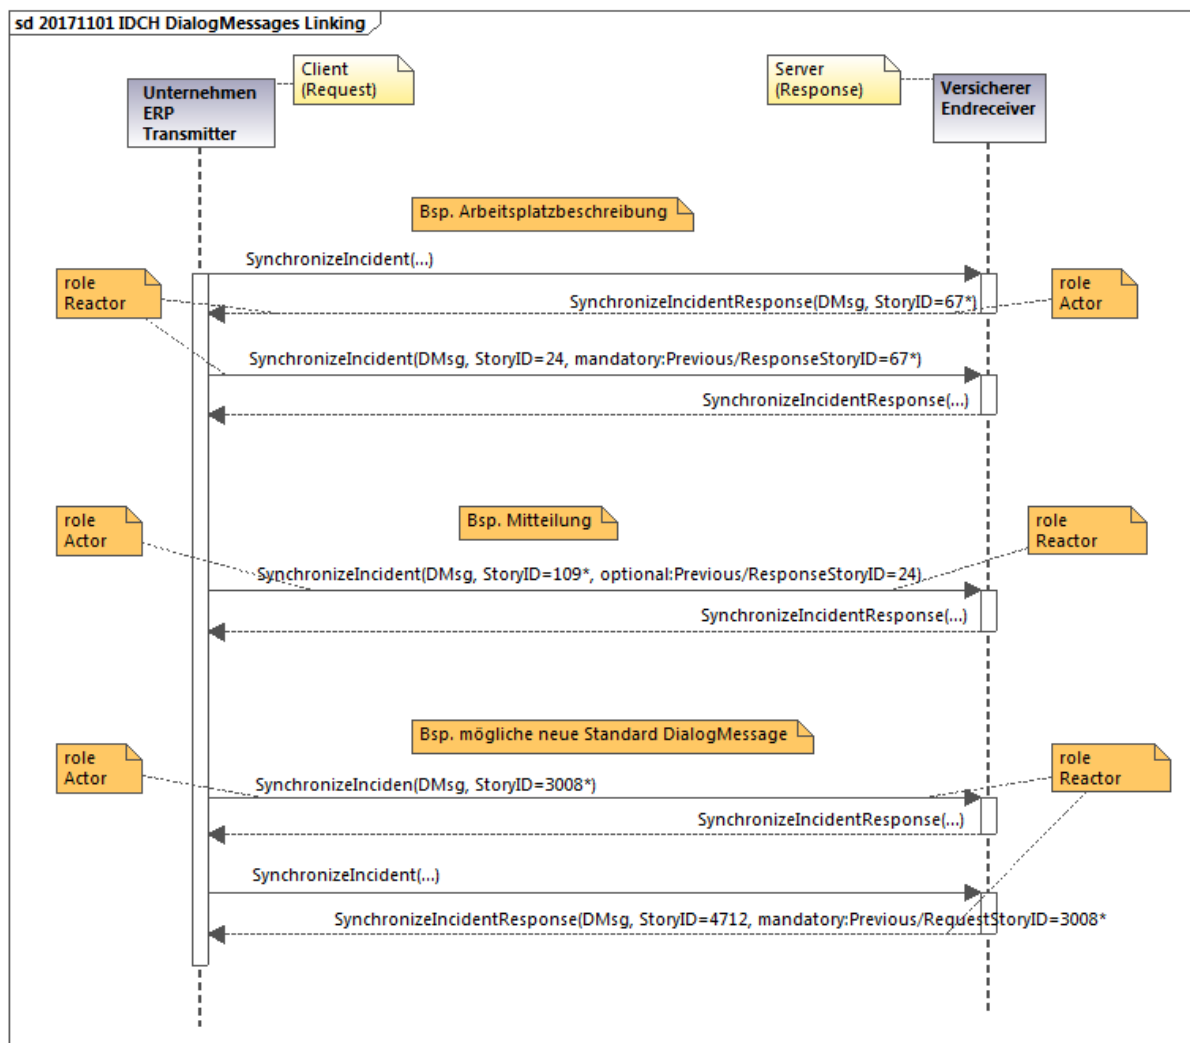 sd 20171101 IDCH DialogMessages Linking
Client
(Request)
Server
(Response)
Unternehmen
ERP
Transmitter
Versicherer
Endreceiver
Bsp. Arbeitsplatzbeschreibung
SynchronizeIncident(...)
role
Reactor
role
Actor
SynchronizeIncidentResponse(DMsg, StoryID=67*)
SynchronizeIncident(DMsg, StoryID=24, mandatory:Previous/ResponseStoryID=67*)
SynchronizeIncidentResponse(...)
role
Actor
Bsp. Mitteilung
role
Reactor
SynchronizeIncident(DMsg, StoryID=109*, optional:Previous/ResponseStoryID=24)
SynchronizeIncidentResponse(...)
Bsp. mögliche neue Standard DialogMessage
role
Actor
role
Reactor
SynchronizeInciden(DMsg, StoryID=3008*)
SynchronizeIncidentResponse(...)
SynchronizeIncident(...)
SynchronizeIncidentResponse(DMsg, StoryID=4712, mandatory:Previous/RequestStoryID=3008*